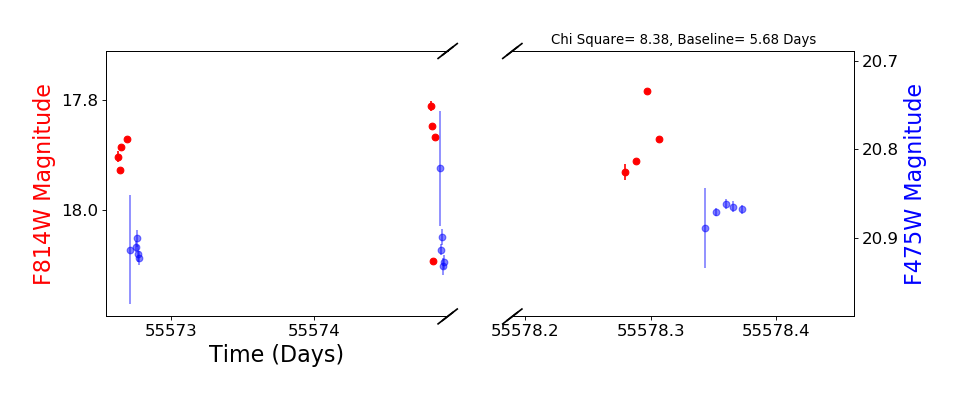 Chi Square= 8.38, Baseline= 5.68 Days
F814W Magnitude
17.8
18.0
20.7
20.8
20.9
F475W Magnitude
55573
55574
55578.2
55578.3
55578.4
Time (Days)